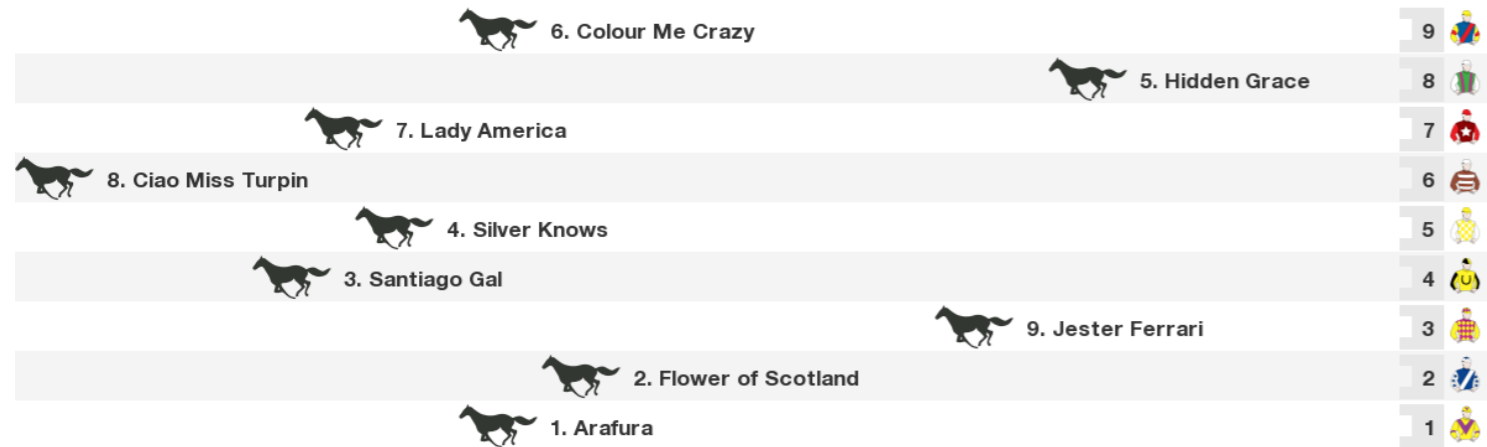 6. Colour Me Crazy 9
5. Hidden Grace 8
7. Lady America 7
8. Ciao Miss Turpin 6
4. Silver Knows 5
3. Santiago Gal 4
9. Jester Ferrari 3
2. Flower of Scotland 2
1. Arafura 1